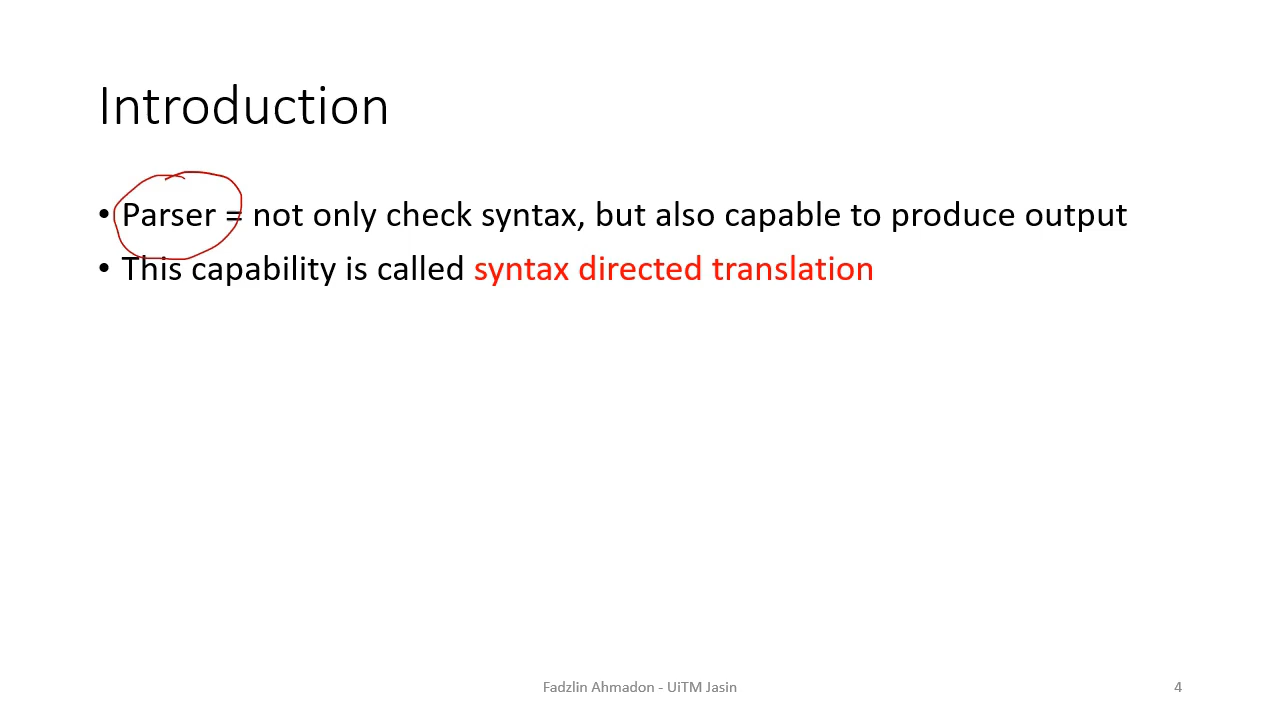 Introduction
• Parser = not only check syntax, but also capable to produce output
• This capability is called syntax directed translation
Fadzlin Ahmadon - UiTM Jasin
4